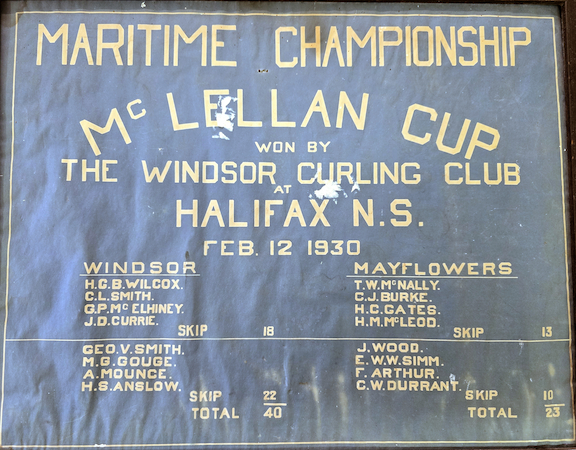 MARITIME CHAMPIONSHIP
Mc LELLAN CUP
WON BY
THE WINDSOR CURLING CLUB
AT
HALIFAX N.S.
FEB. 12 1930
WINDSOR
H.G.B.WILCOX.
C.L.SMITH.
G.P.McELHINEY.
J.D.CURRIE.
SKIP 18
GEO.V.SMITH.
M.G.GOUGE.
A.MOUNCE.
H.S.ANSLOW.
SKIP 22
TOTAL 40
MAYFLOWERS
T.W.McNALLY.
C.J.BURKE.
H.C.GATES.
H.M.McLEOD.
SKIP 13
J.WOOD.
E.W.W.SIMM.
F.ARTHUR.
C.W.DURRANT.
SKIP 10
TOTAL 23